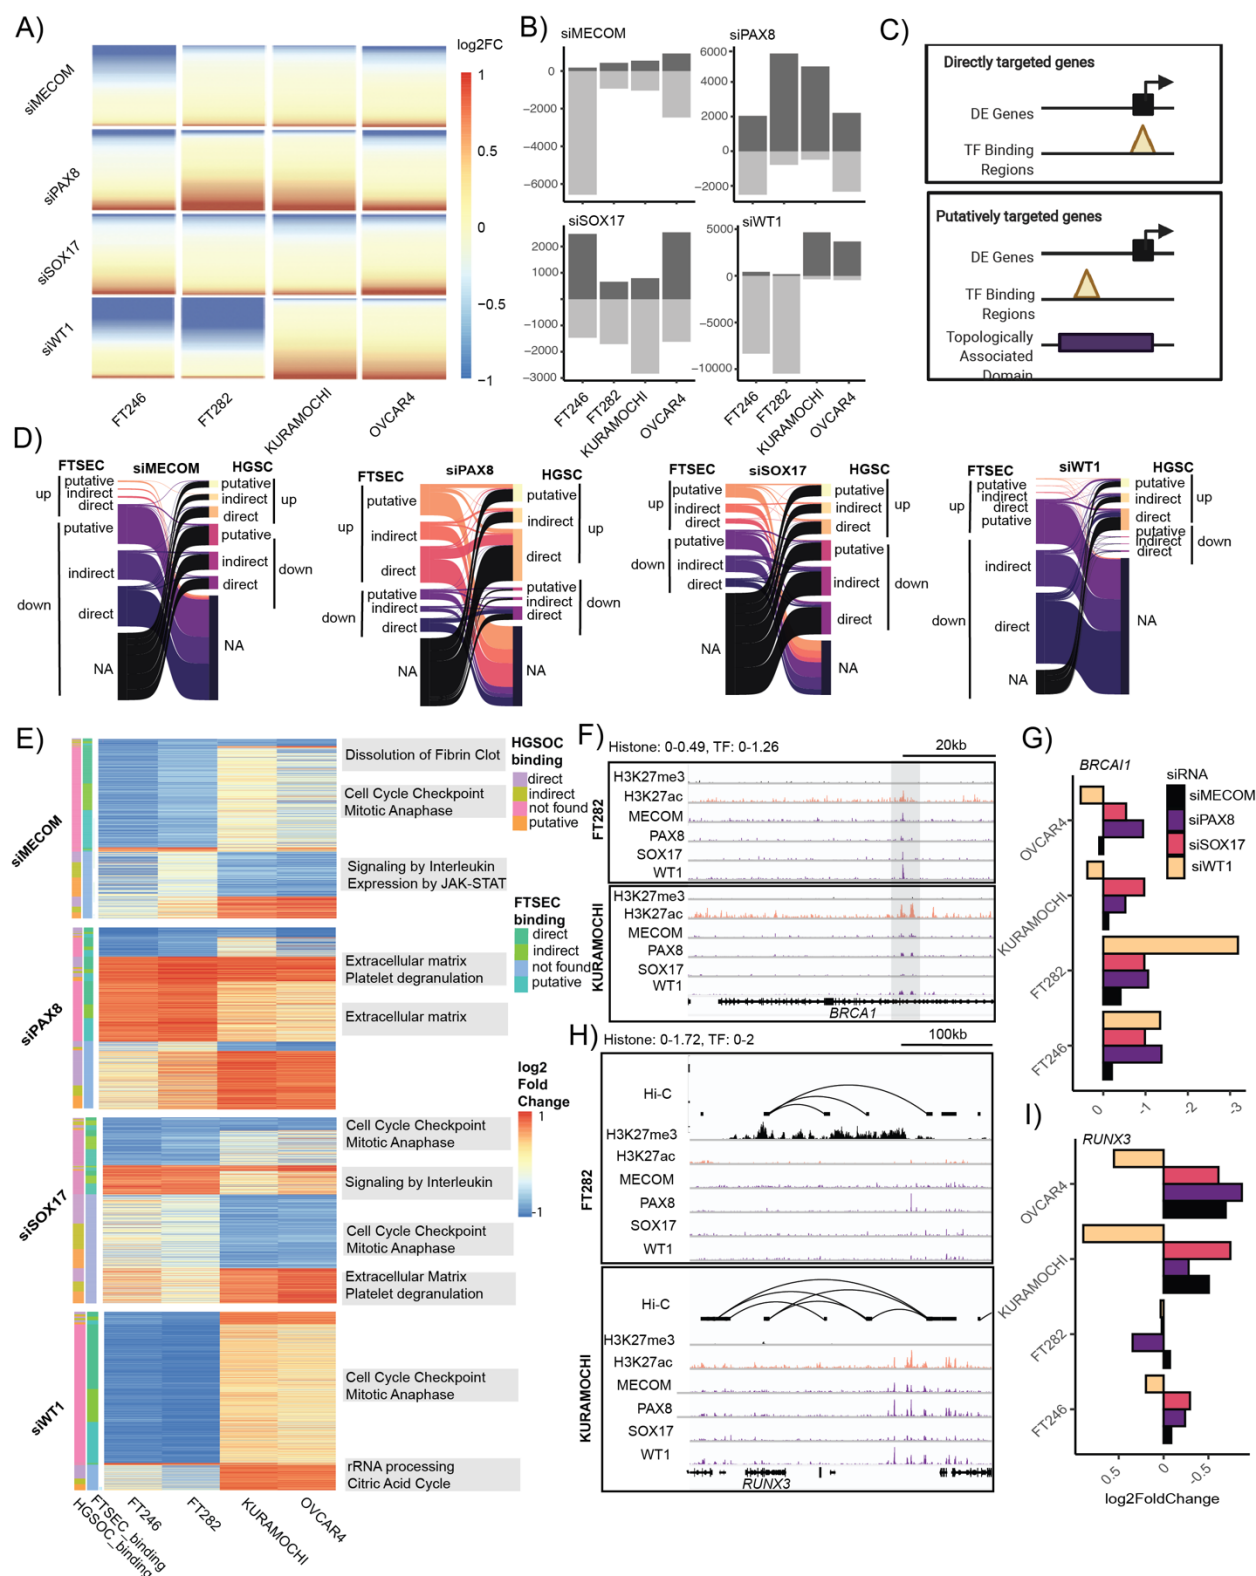 A)
log2FC
siMECOM
siPAX8
siSOX17
siWT1
1
0.5
0
−0.5
−1
FT246
FT282
KURAMOCHI
OVCAR4
B)
siMECOM
0
−2000
−4000
−6000
siPAX8
6000
4000
2000
0
−2000
siSOX17
2000
1000
0
−1000
−2000
−3000
siWT1
5000
0
−5000
−10000
FT246
FT282
KURAMOCHI
OVCAR4
FT246
FT282
KURAMOCHI
OVCAR4
C)
Directly targeted genes
DE Genes
TF Binding
Regions
Putatively targeted genes
DE Genes
TF Binding
Regions
Topologically
Associated
Domain
D)
FTSEC
siMECOM
HGSC
up
putative
indirect
direct
down
putative
indirect
direct
NA
putative
indirect
direct
up
putative
indirect
direct
down
NA
FTSEC
siPAX8
HGSC
up
putative
indirect
direct
down
putative
indirect
direct
NA
putative
indirect
direct
up
putative
indirect
direct
down
NA
FTSEC
siSOX17
HGSC
up
putative
indirect
direct
down
putative
indirect
direct
NA
putative
indirect
direct
up
putative
indirect
direct
down
NA
FTSEC
siWT1
HGSC
up
putative
indirect
direct
putative
indirect
down
direct
NA
putative
indirect
direct
up
putative
indirect
direct
down
NA
E)
siMECOM
siPAX8
siSOX17
siWT1
Dissolution of Fibrin Clot
Cell Cycle Checkpoint
Mitotic Anaphase
Signaling by Interleukin
Expression by JAK-STAT
Extracellular matrix
Platelet degranulation
Extracellular matrix
Cell Cycle Checkpoint
Mitotic Anaphase
Signaling by Interleukin
Cell Cycle Checkpoint
Mitotic Anaphase
Extracellular Matrix
Platelet degranulation
Cell Cycle Checkpoint
Mitotic Anaphase
rRNA processing
Citric Acid Cycle
HGSOC_binding
FTSEC_binding
FT246
FT282
KURAMOCHI
OVCAR4
HGSOC
binding
direct
indirect
not found
putative
FTSEC
binding
direct
indirect
not found
putative
log2
Fold
Change
1
-1
F)
Histone: 0-0.49, TF: 0-1.26
20kb
FT282
H3K27me3
H3K27ac
MECOM
PAX8
SOX17
WT1
KURAMOCHI
H3K27me3
H3K27ac
MECOM
PAX8
SOX17
WT1
BRCA1
G)
BRCAI1
siRNA
siMECOM
siPAX8
siSOX17
siWT1
OVCAR4
KURAMOCHI
FT282
FT246
0
-1
-2
-3
H)
Histone: 0-1.72, TF: 0-2
100kb
FT282
Hi-C
H3K27me3
H3K27ac
MECOM
PAX8
SOX17
WT1
KURAMOCHI
Hi-C
H3K27me3
H3K27ac
MECOM
PAX8
SOX17
WT1
RUNX3
I)
RUNX3
OVCAR4
KURAMOCHI
FT282
FT246
0.5
0
-0.5
log2FoldChange